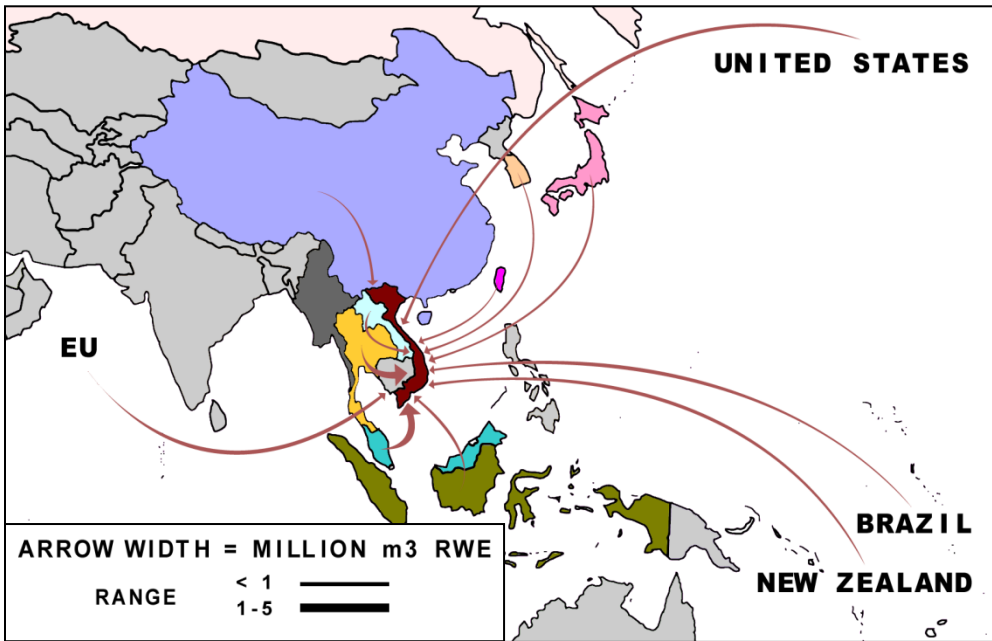 UNITED STATES
EU
BRAZIL
NEW ZEALAND
ARROW WIDTH = MILLION m3 RWE
RANGE
< 1
1-5